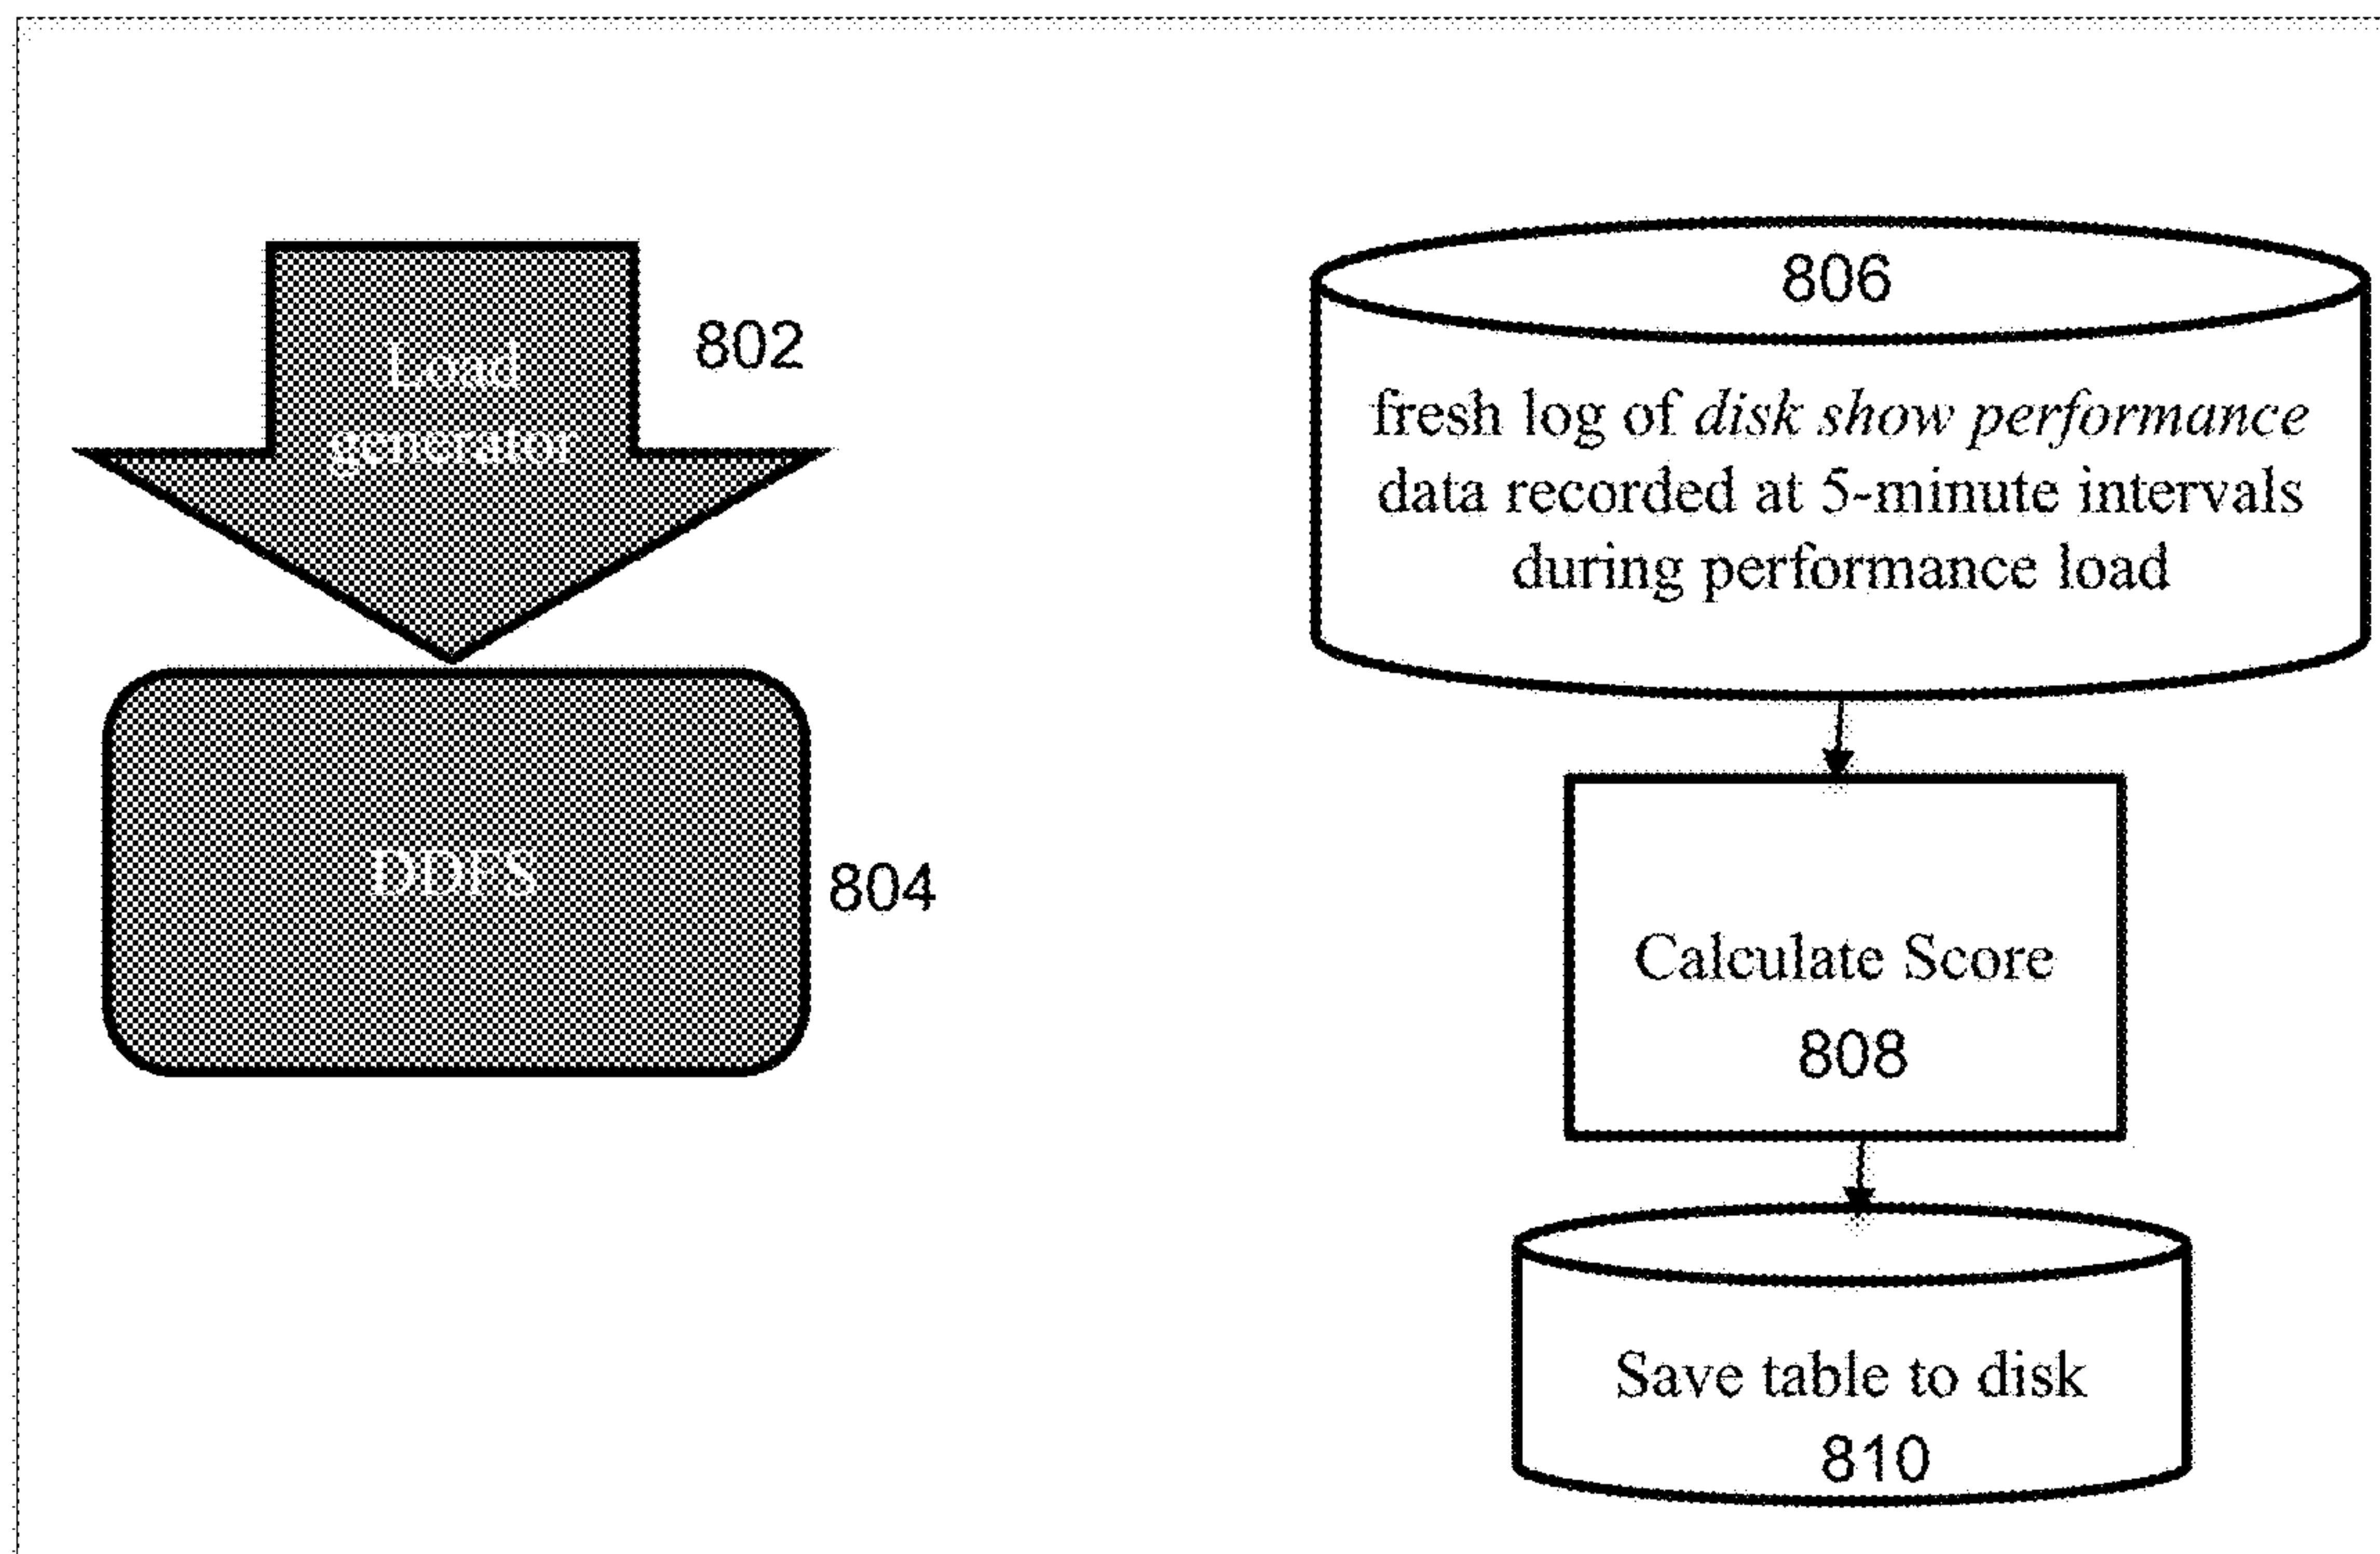 Load
generator
802
DDFS
804
806
fresh log of disk show performance
data recorded at 5-minute intervals
during performance load
Calculate Score
808
Save table to disk
810